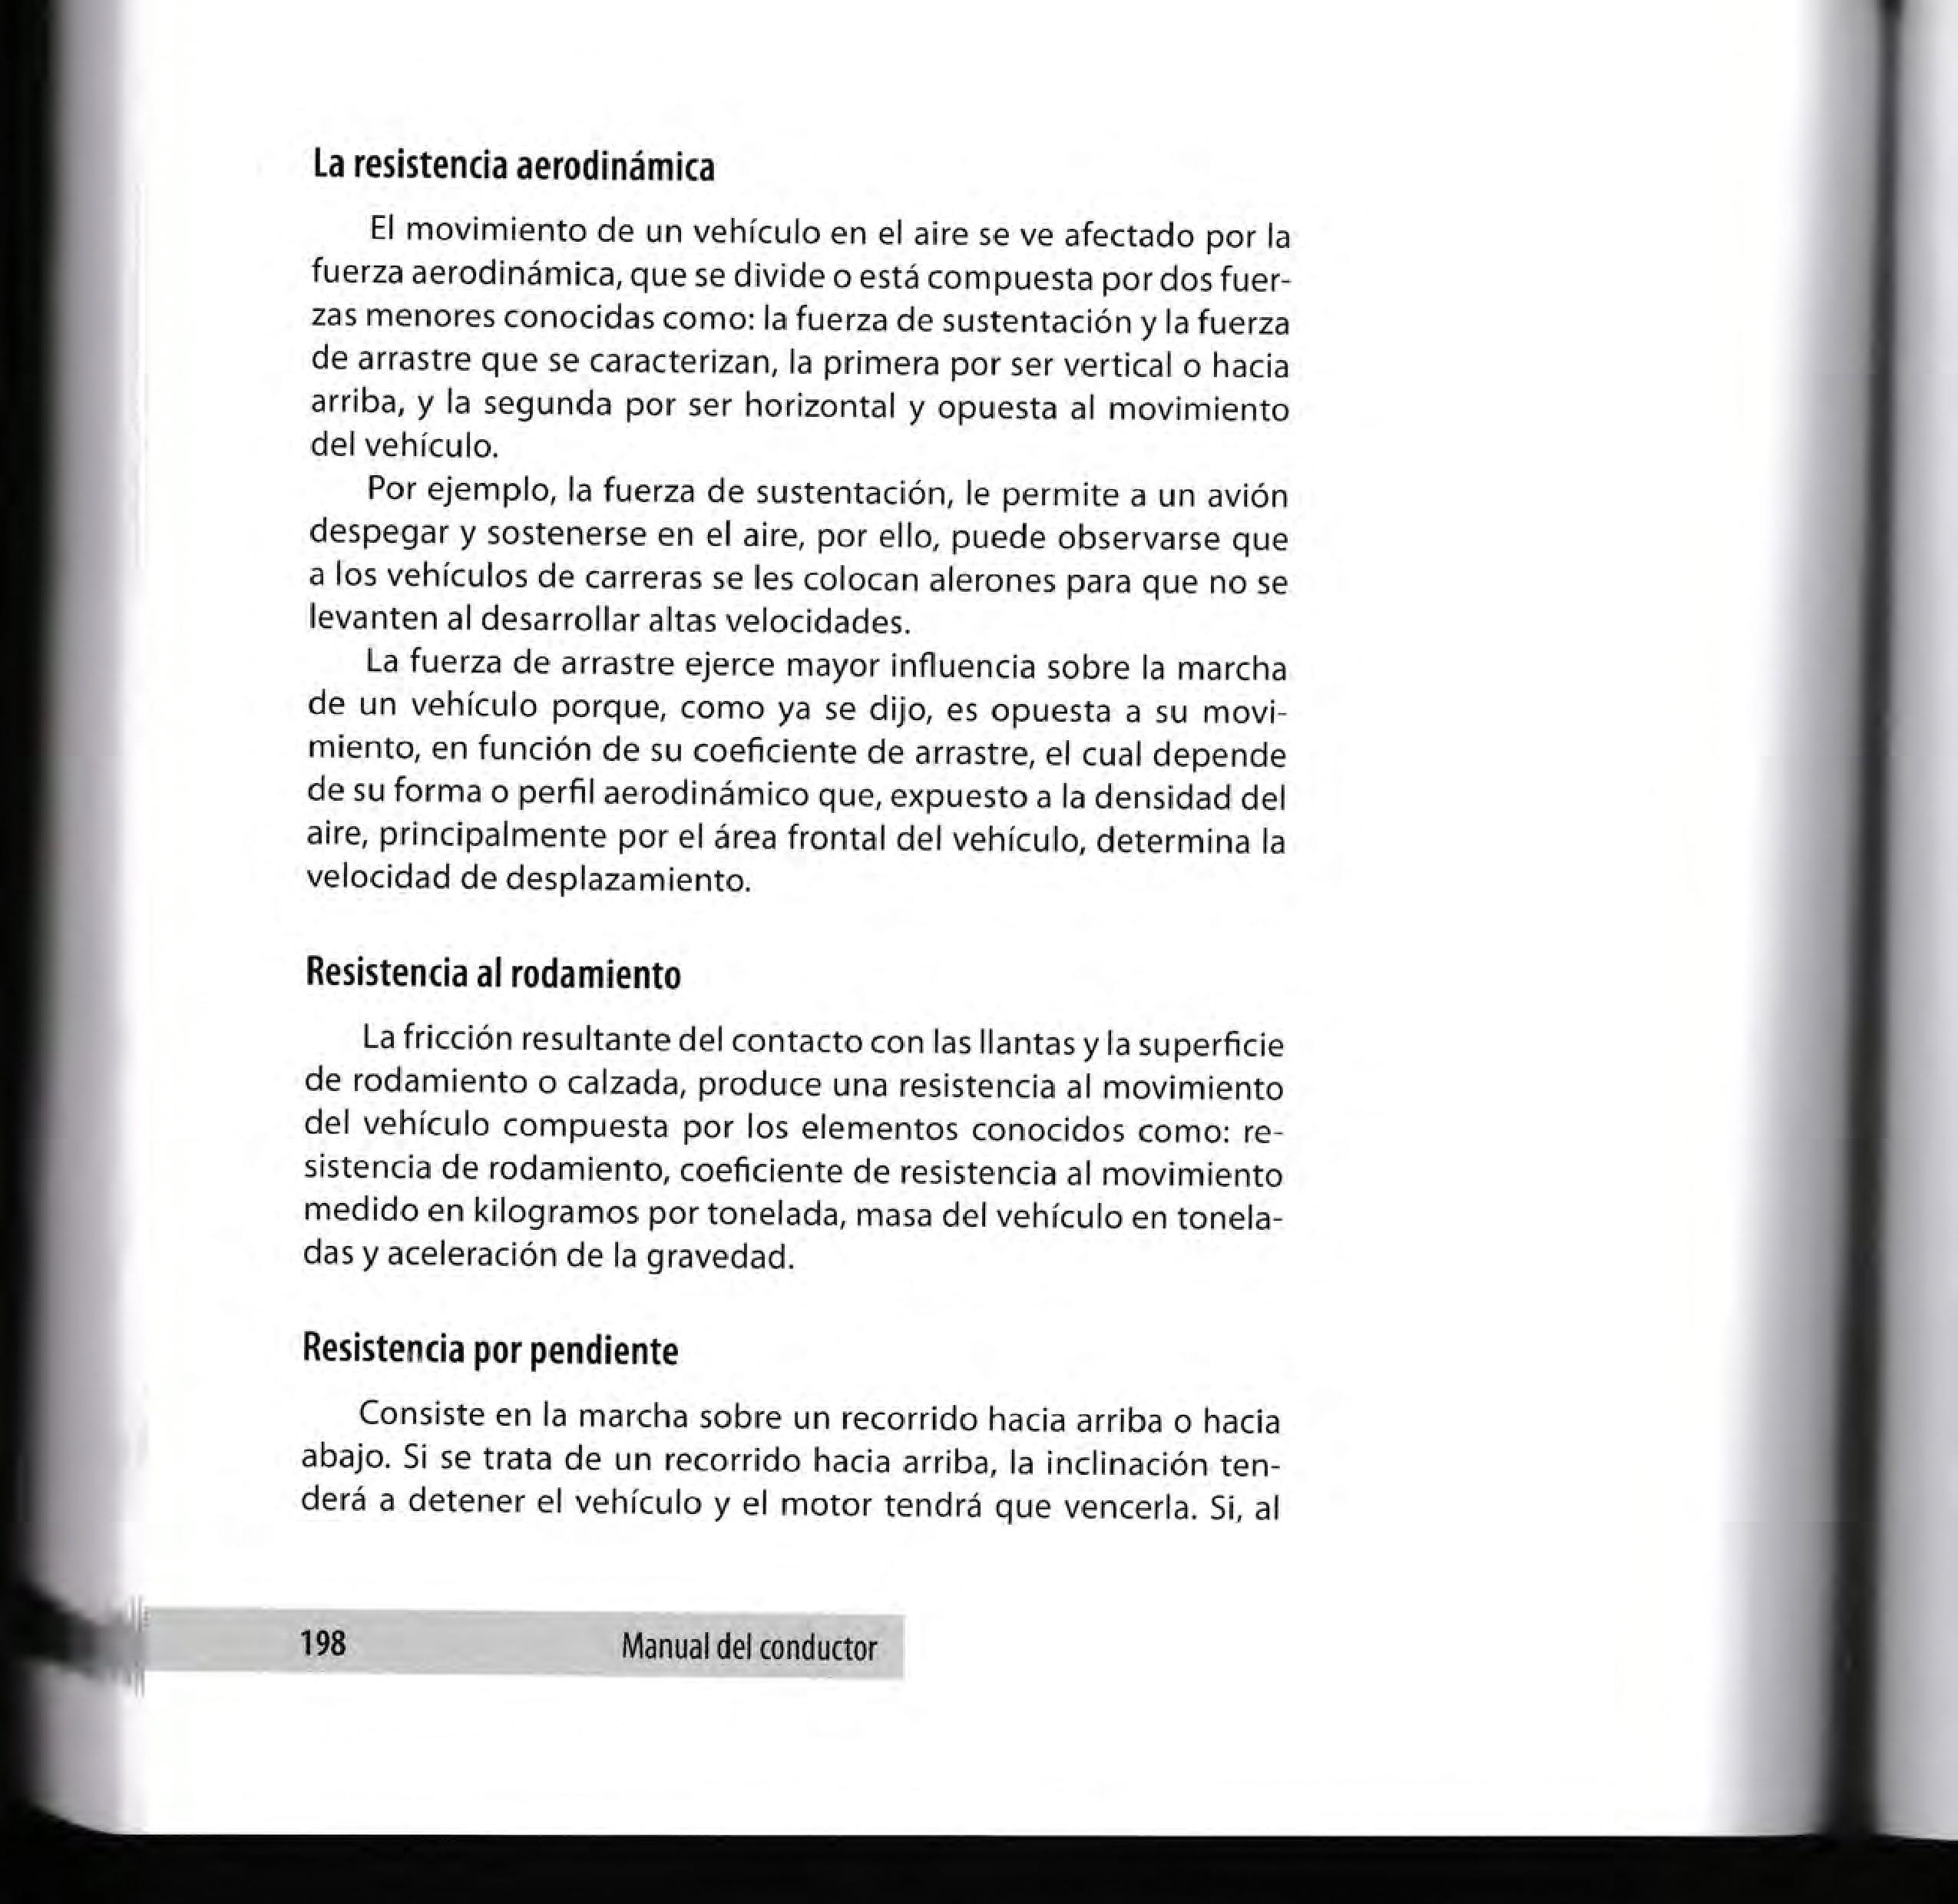 La resistencia aerodinámica
El movimiento de un vehículo en el aire se ve afectado por la
fuerza aerodinámica, que se divide o está compuesta por dos fuer-
zas menores conocidas como: la fuerza de sustentación y la fuerza
de arrastre que se caracterizan, la primera por ser vertical o hacia
arriba, y la segunda por ser horizontal y opuesta al movimiento
del vehículo.
Por ejemplo, la fuerza de sustentación, le permite a un avión
despegar y sostenerse en el aire, por ello, puede observarse que
a los vehículos de carreras se les colocan alerones para que no se
levanten al desarrollar altas velocidades.
La fuerza de arrastre ejerce mayor influencia sobre la marcha
de un vehículo porque, como ya se dijo, es opuesta a su movi-
miento, en función de su coeficiente de arrastre, el cual depende
de su forma o perfil aerodinámico que, expuesto a la densidad del
aire, principalmente por el área frontal del vehículo, determina la
velocidad de desplazamiento.
Resistencia al rodamiento
La fricción resultante del contacto con las llantas y la superficie
de rodamiento o calzada, produce una resistencia al movimiento
del vehículo compuesta por los elementos conocidos como: re-
sistencia de rodamiento, coeficiente de resistencia al movimiento
medido en kilogramos por tonelada, masa del vehículo en tonela-
das y aceleración de la gravedad.
Resistencia por pendiente
Consiste en la marcha sobre un recorrido hacia arriba o hacia
abajo. Si se trata de un recorrido hacia arriba, la inclinación ten-
derá a detener el vehículo y el motor tendrá que vencerla. Si, al
198 Manual del conductor